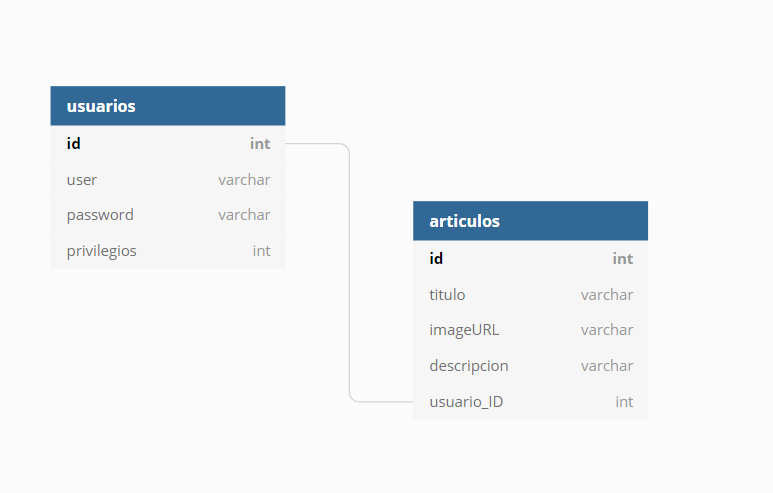 usuarios
id int
user varchar
password varchar
privilegios int
articulos
id int
titulo varchar
imageURL varchar
descripcion varchar
usuario_ID int